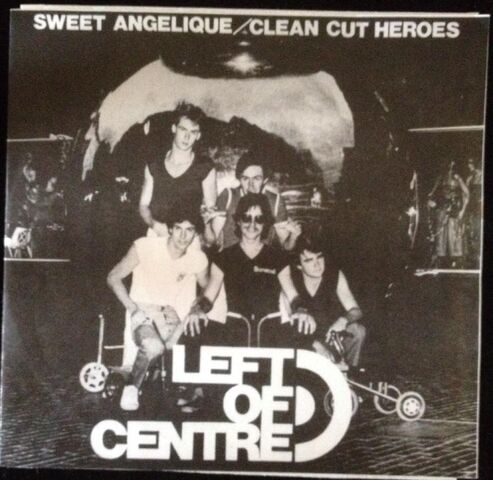 SWEET ANGELIQUE/CLEAN CUT HEROES
LEFT
OF
CENTRE